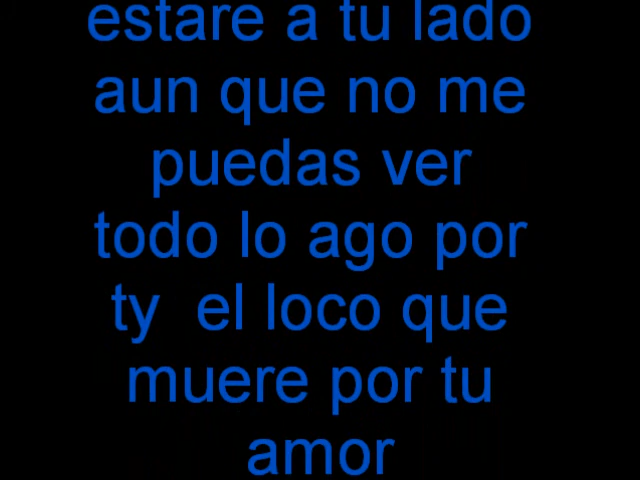 estare a tu lado
aun que no me
puedas ver
todo lo ago por
ty  el loco que
muere por tu
amor